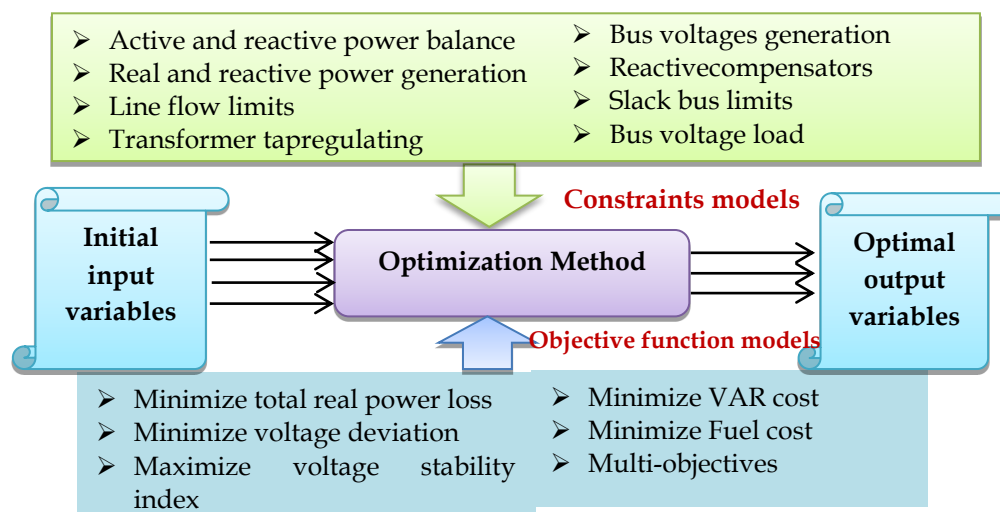 ➢ Active and reactive power balance
➢ Real and reactive power generation
➢ Line flow limits
➢ Transformer tapregulating
➢ Bus voltages generation
➢ Reactivecompensators
➢ Slack bus limits
➢ Bus voltage load
Constraints models
Initial
input
variables
Optimization Method
Optimal
output
variables
Objective function models
➢ Minimize total real power loss
➢ Minimize voltage deviation
➢ Maximize voltage stability
index
➢ Minimize VAR cost
➢ Minimize Fuel cost
➢ Multi-objectives